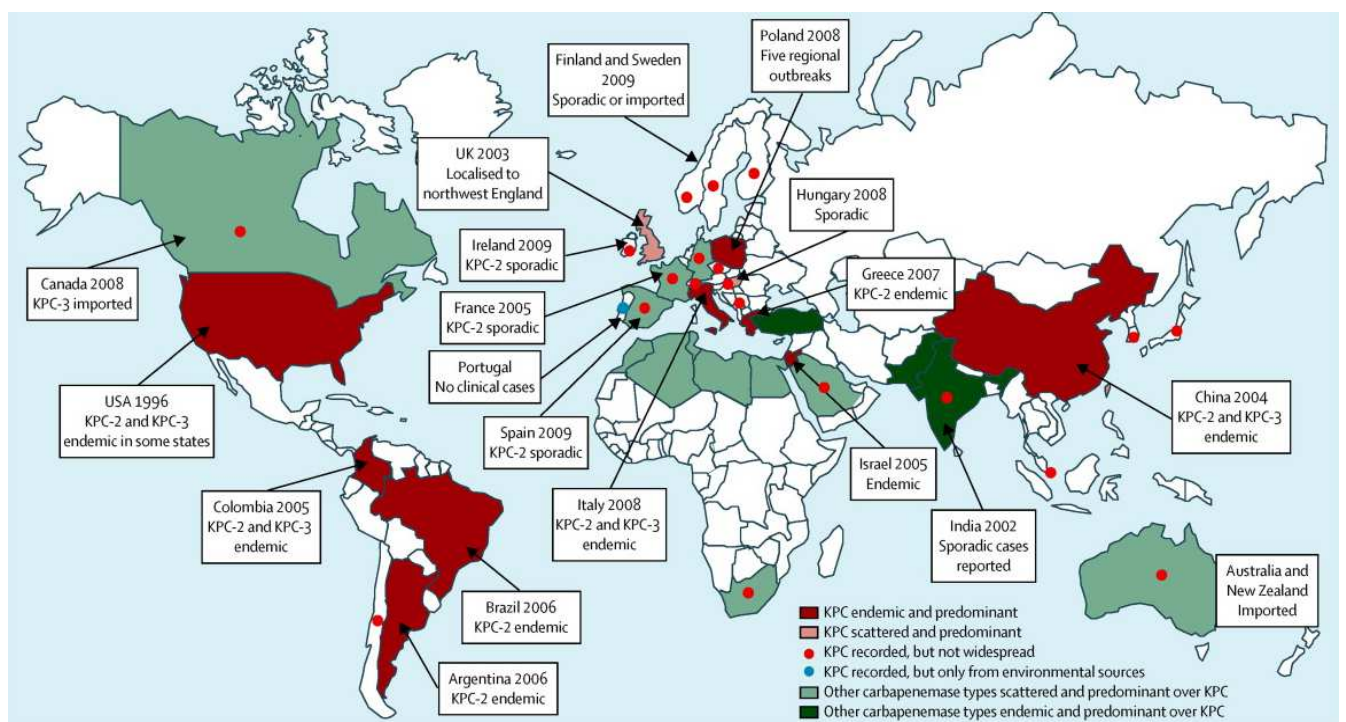 Poland 2008
Five regional
outbreaks
Finland and Sweden
2009
Sporadic or imported
UK 2003
Localised to
northwest England
Hungary 2008
Sporadic
Ireland 2009
KPC-2 sporadic
Greece 2007
KPC-2 endemic
Canada 2008
KPC-3 imported
France 2005
KPC-2 sporadic
Portugal
No clinical cases
USA 1996
KPC-2 and KPC-3
endemic in some states
China 2004
KPC-2 and KPC-3
endemic
Spain 2009
KPC-2 sporadic
Israel 2005
Endemic
Colombia 2005
KPC-2 and KPC-3
endemic
Italy 2008
KPC-2 and KPC-3
endemic
India 2002
Sporadic cases
reported
Australia and
New Zealand
Imported
Brazil 2006
KPC-2 endemic
Argentina 2006
KPC-2 endemic
KPC endemic and predominant
KPC scattered and predominant
KPC recorded, but not widespread
KPC recorded, but only from environmental sources
Other carbapenemase types scattered and predominant over KPC
Other carbapenemase types endemic and predominant over KPC